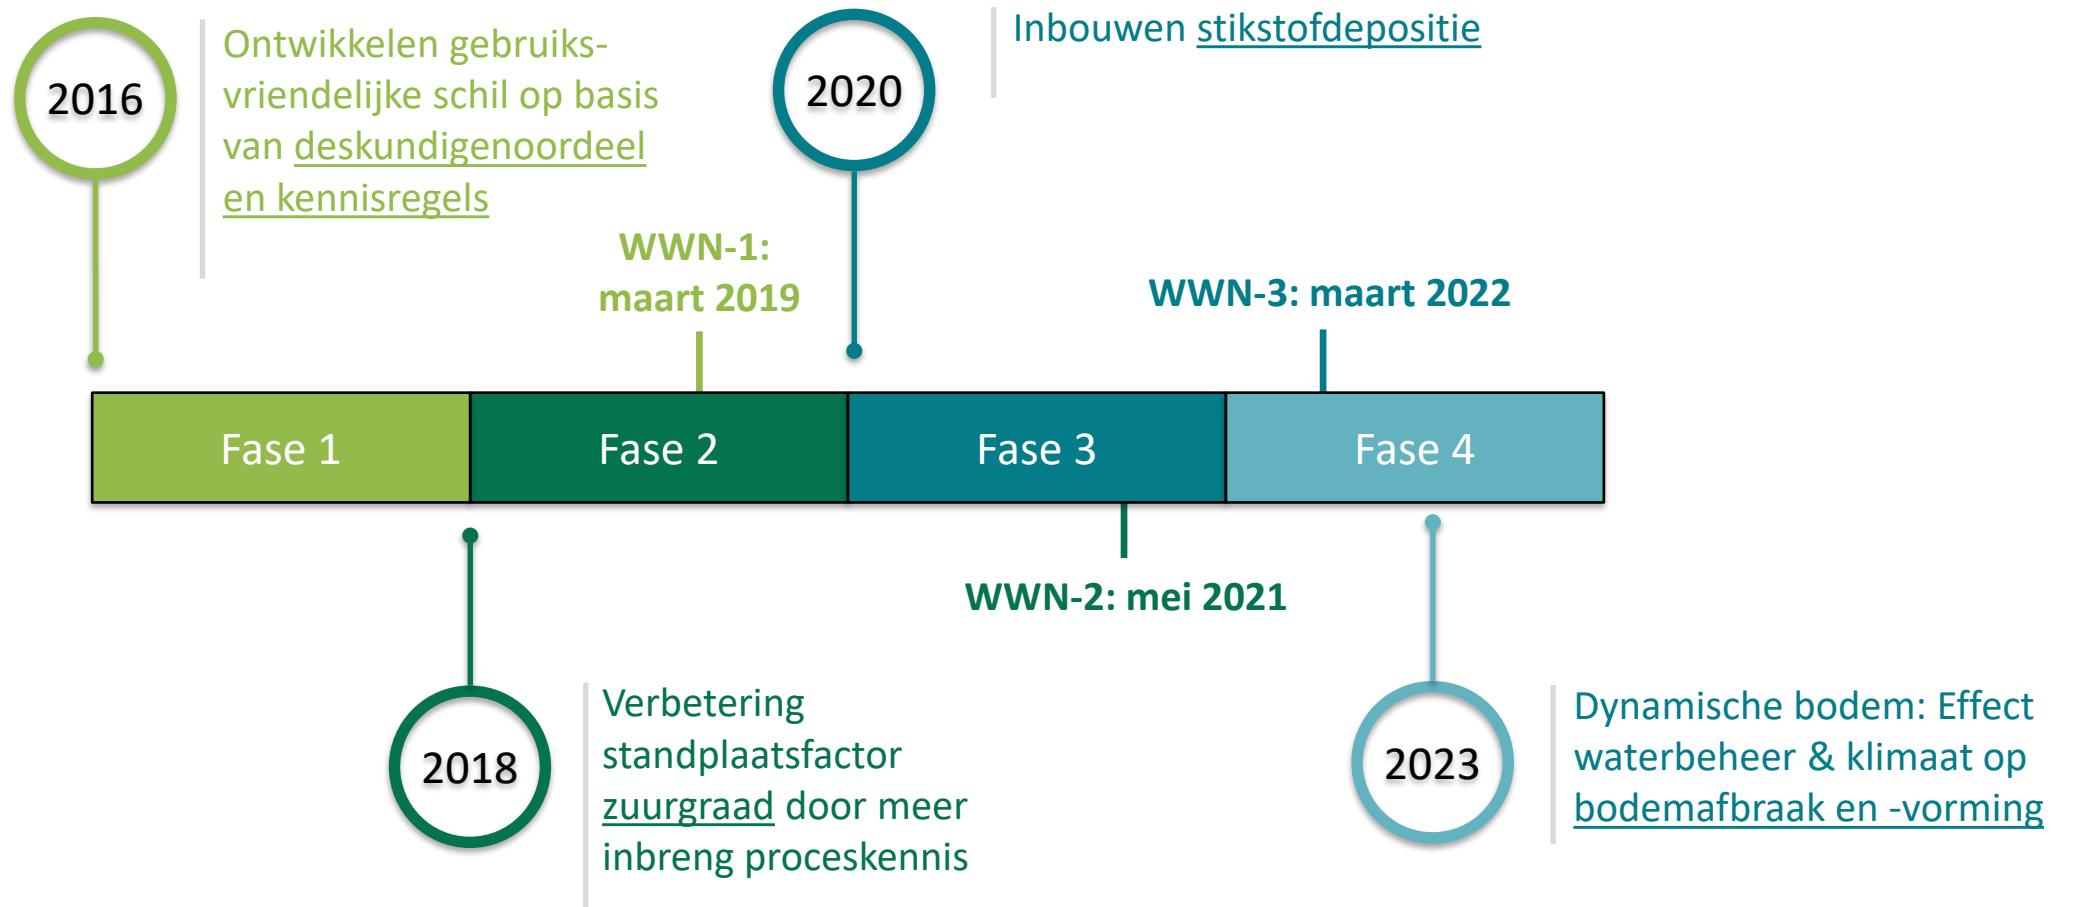 2016
Ontwikkelen gebruiks-
vriendelijke schil op basis
van deskundigenoordeel
en kennisregels
2020
Inbouwen stikstofdepositie
WWN-1:
maart 2019
WWN-3: maart 2022
Fase 1
Fase 2
Fase 3
Fase 4
WWN-2: mei 2021
2018
Verbetering
standplaatsfactor
zuurgraad door meer
inbreng proceskennis
2023
Dynamische bodem: Effect
waterbeheer & klimaat op
bodemafbraak en -vorming